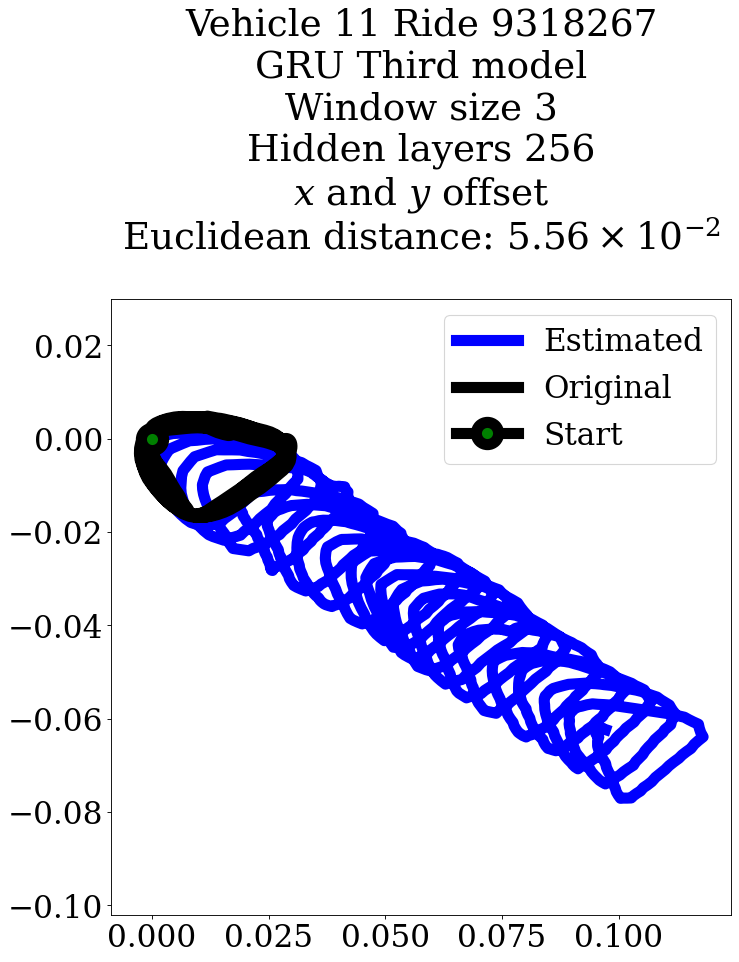 Vehicle 11 Ride 9318267
GRU Third model
Window size 3
Hidden layers 256
x and y offset
Euclidean distance: 5.56 × 10⁻²
Estimated
Original
Start
0.02
0.00
−0.02
−0.04
−0.06
−0.08
−0.10
0.000 0.025 0.050 0.075 0.100